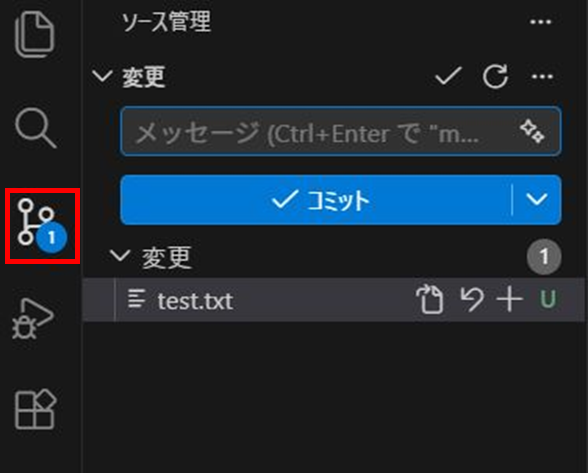 ソース管理
変更
メッセージ (Ctrl+Enter で "m...
コミット
1
変更 1
test.txt U